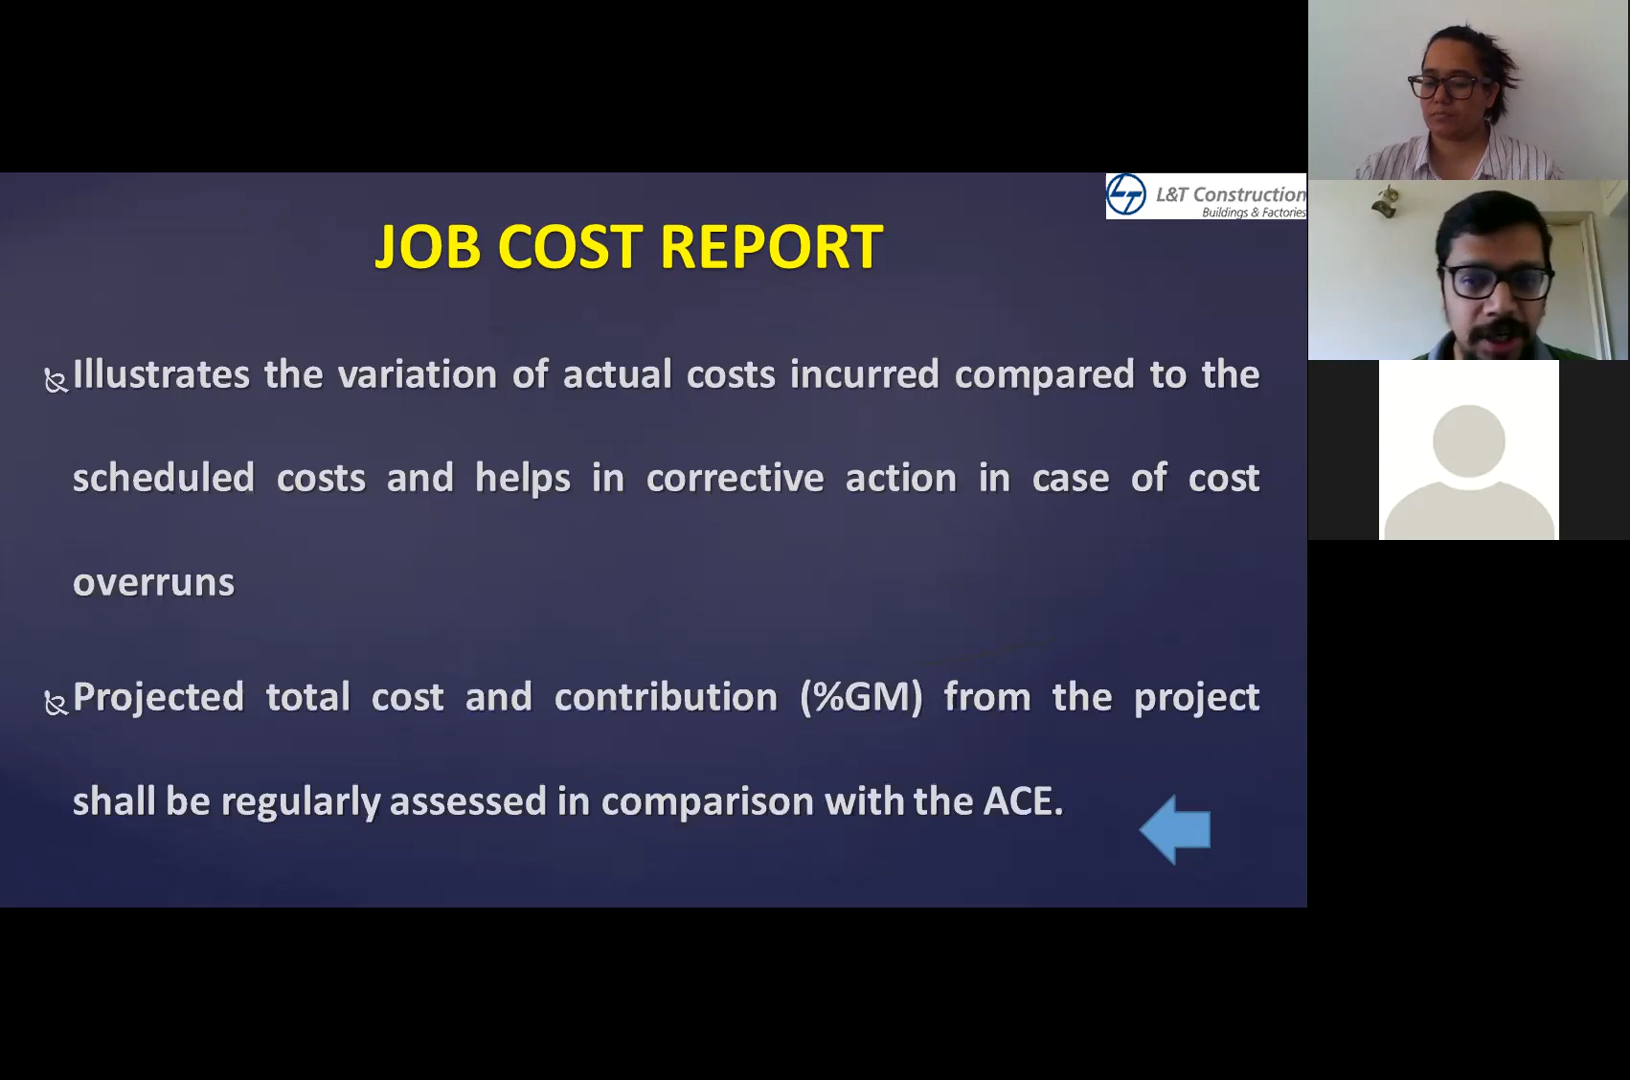 L&T Construction
Buildings & Factories
JOB COST REPORT
Illustrates the variation of actual costs incurred compared to the
scheduled costs and helps in corrective action in case of cost
overruns
Projected total cost and contribution (%GM) from the project
shall be regularly assessed in comparison with the ACE.